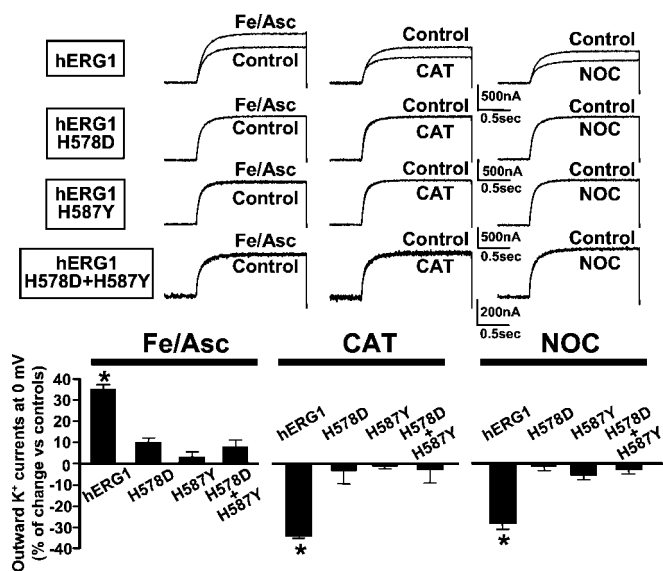 Fe/Asc
Control
Control
hERG1
Control
CAT
NOC
500nA
0.5sec
hERG1
H578D
Fe/Asc
Control
Control
CAT
Control
NOC
500nA
0.5sec
hERG1
H587Y
Fe/Asc
Control
Control
CAT
Control
NOC
500nA
0.5sec
hERG1
H578D+H587Y
Fe/Asc
Control
Control
CAT
Control
NOC
200nA
0.5sec
Fe/Asc
CAT
NOC
Outward K+ currents at 0 mV
(% of change vs controls)
40
30
20
10
0
-10
-20
-30
-40
*
hERG1
H578D
H587Y
H578D
+
H587Y
hERG1
H578D
H587Y
H578D
+
H587Y
*
hERG1
H578D
H587Y
H578D
+
H587Y
*